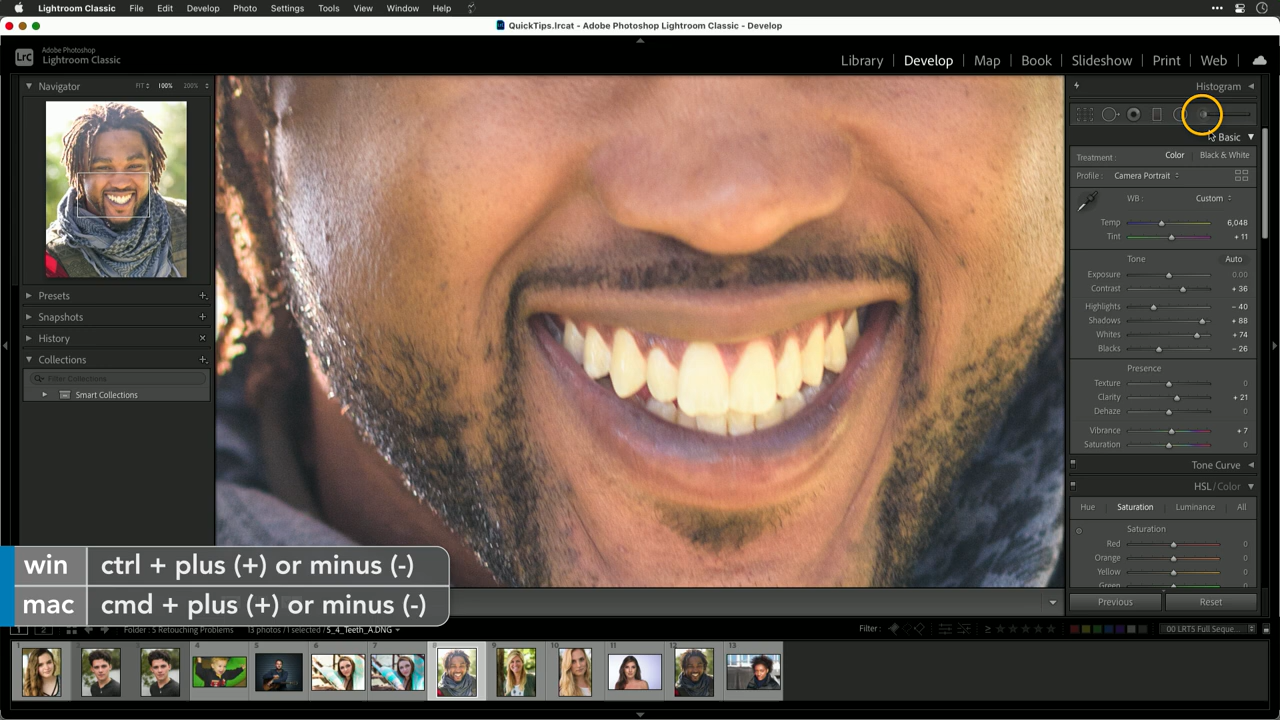 Lightroom Classic File Edit Develop Photo Settings Tools View Window Help
QuickTips.lrcat - Adobe Photoshop Lightroom Classic - Develop
Lrc Adobe Photoshop
Lightroom Classic
Library | Develop | Map | Book | Slideshow | Print | Web
Navigator FIT 100% 200%
Presets
Snapshots
History
Collections
Filter Collections
Smart Collections
Histogram
Basic
Treatment : Color Black & White
Profile : Camera Portrait
WB : Custom
Temp 6,048
Tint + 11
Tone Auto
Exposure 0.00
Contrast + 36
Highlights – 40
Shadows + 88
Whites + 74
Blacks – 26
Presence
Texture 0
Clarity + 21
Dehaze 0
Vibrance + 7
Saturation 0
Tone Curve
HSL / Color
Hue Saturation Luminance All
Saturation
Red 0
Orange 0
Yellow 0
Green 0
Previous Reset
win ctrl + plus (+) or minus (-)
mac cmd + plus (+) or minus (-)
1 2 Folder : 5 Retouching Problems 13 photos / 1 selected / 5_4_Teeth_A.DNG Filter : 00 LRTS Full Seque...
4 5 6 7 8 9 10 11 12 13